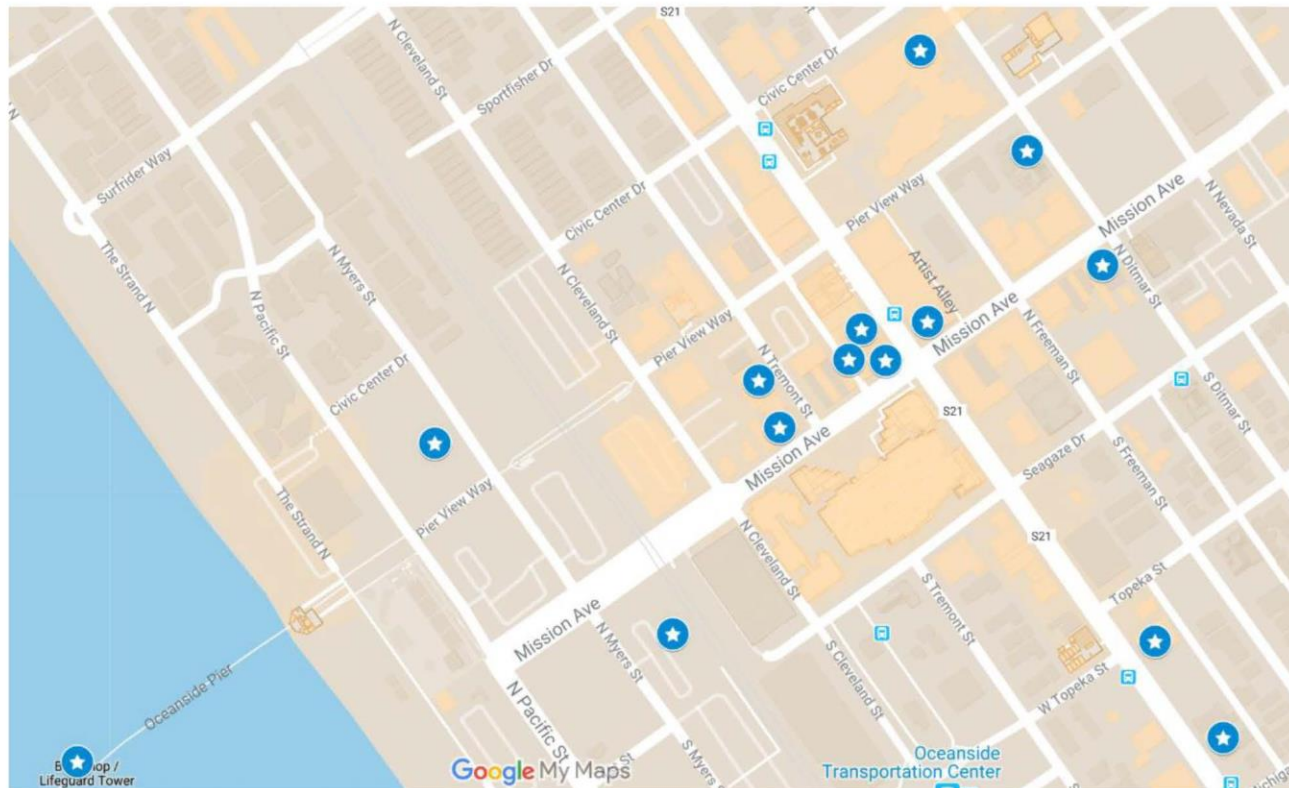 S21
N Cleveland St
Sportfisher Dr
Civic Center Dr
Surfrider Way
Civic Center Dr
Pier View Way
Mission Ave
N Nevada St
The Strand N
N Myers St
N Pacific St
N Cleveland St
Artist Alley
N Ditmar St
Pier View Way
N Tremont St
Mission Ave
N Freeman St
S Ditmar St
Civic Center Dr
S21
Mission Ave
Seagaze Dr
S Freeman St
Pier View Way
The Strand N
N Cleveland St
S21
Topeka St
S Tremont St
Mission Ave
N Myers St
S Cleveland St
W Topeka St
Oceanside Pier
N Pacific St
S Myers
Oceanside
Transportation Center
Lifeguard Tower
Google My Maps